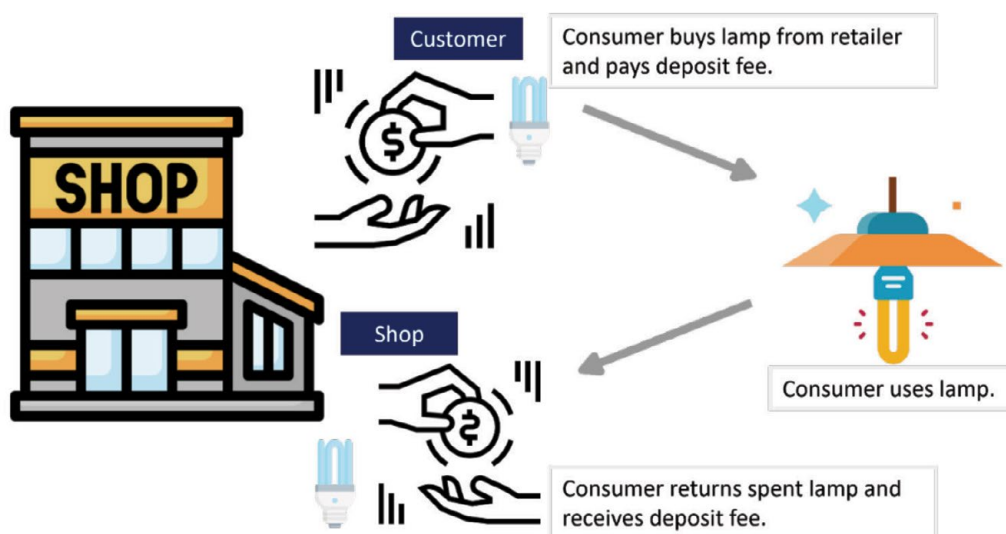 Customer
Consumer buys lamp from retailer
and pays deposit fee.
$
SHOP
Shop
$
Consumer uses lamp.
Consumer returns spent lamp and
receives deposit fee.